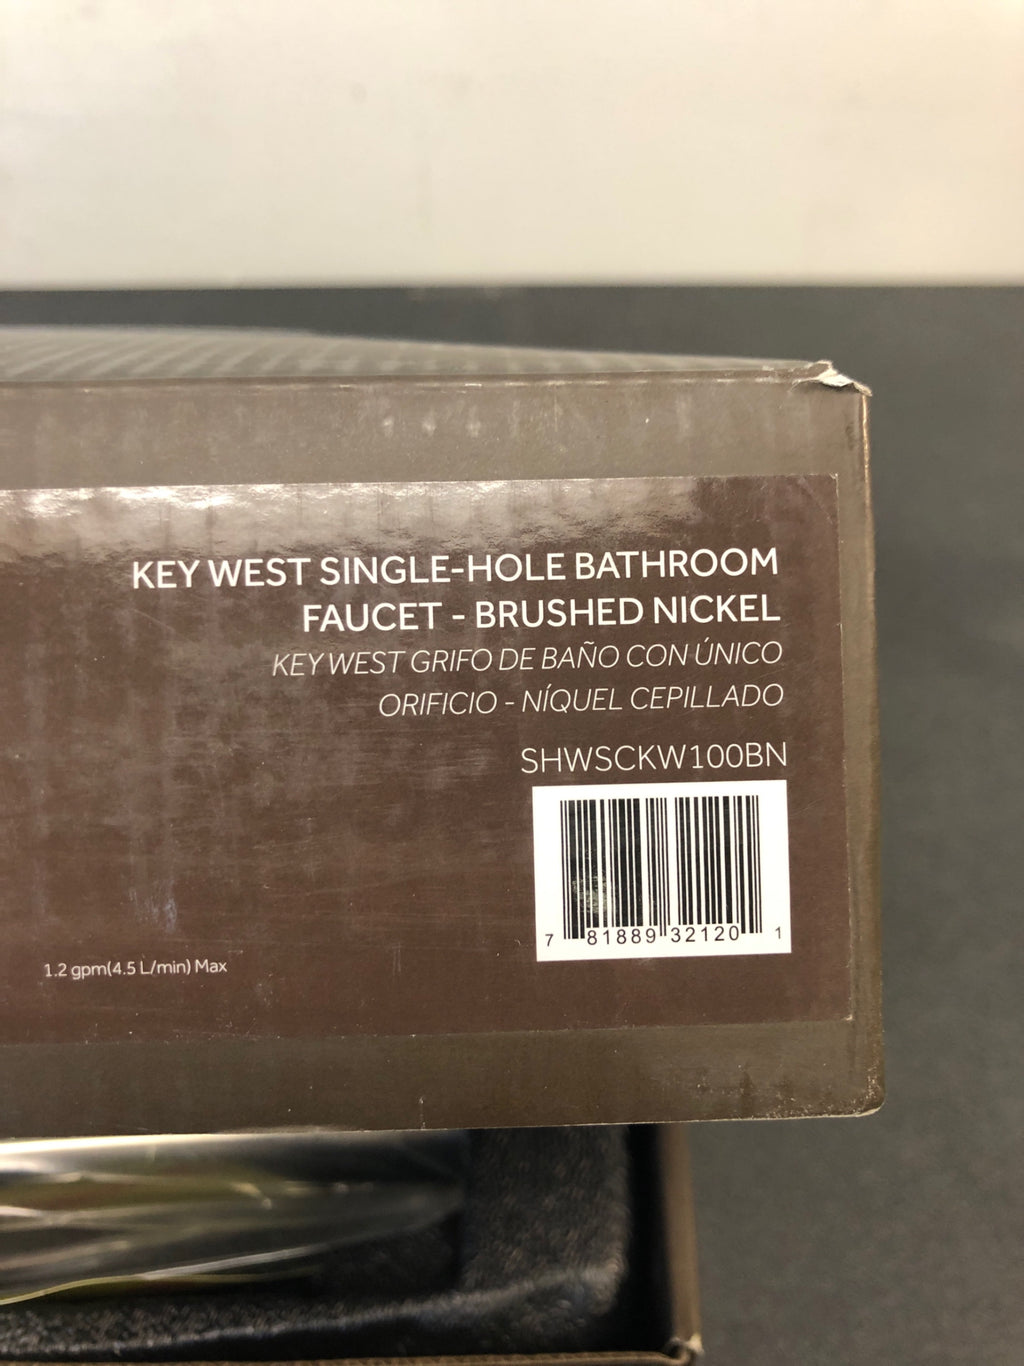 KEY WEST SINGLE-HOLE BATHROOM
FAUCET - BRUSHED NICKEL
KEY WEST GRIFO DE BAÑO CON ÚNICO
ORIFICIO - NÍQUEL CEPILLADO
SHWSCKW100BN
7 81889 32120 1
1.2 gpm(4.5 L/min) Max